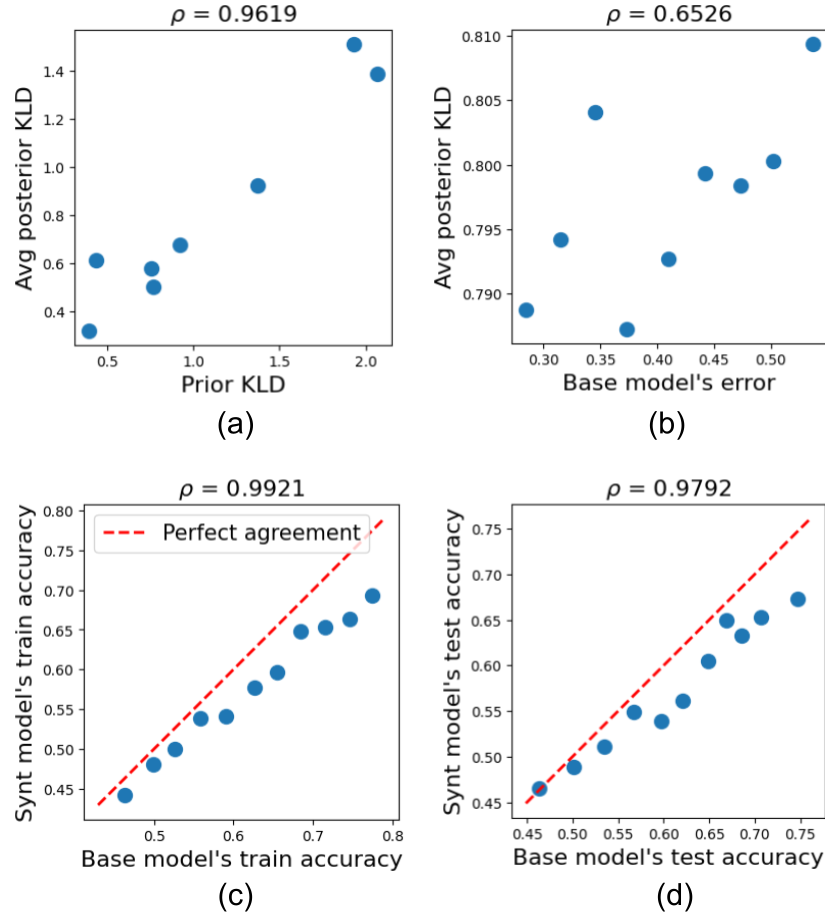 ρ = 0.9619
Avg posterior KLD
1.4
1.2
1.0
0.8
0.6
0.4
0.5 1.0 1.5 2.0
Prior KLD
(a)
ρ = 0.6526
Avg posterior KLD
0.810
0.805
0.800
0.795
0.790
0.30 0.35 0.40 0.45 0.50
Base model's error
(b)
ρ = 0.9921
Synt model's train accuracy
0.80
0.75
0.70
0.65
0.60
0.55
0.50
0.45
Perfect agreement
0.5 0.6 0.7 0.8
Base model's train accuracy
(c)
ρ = 0.9792
Synt model's test accuracy
0.75
0.70
0.65
0.60
0.55
0.50
0.45
0.45 0.50 0.55 0.60 0.65 0.70 0.75
Base model's test accuracy
(d)